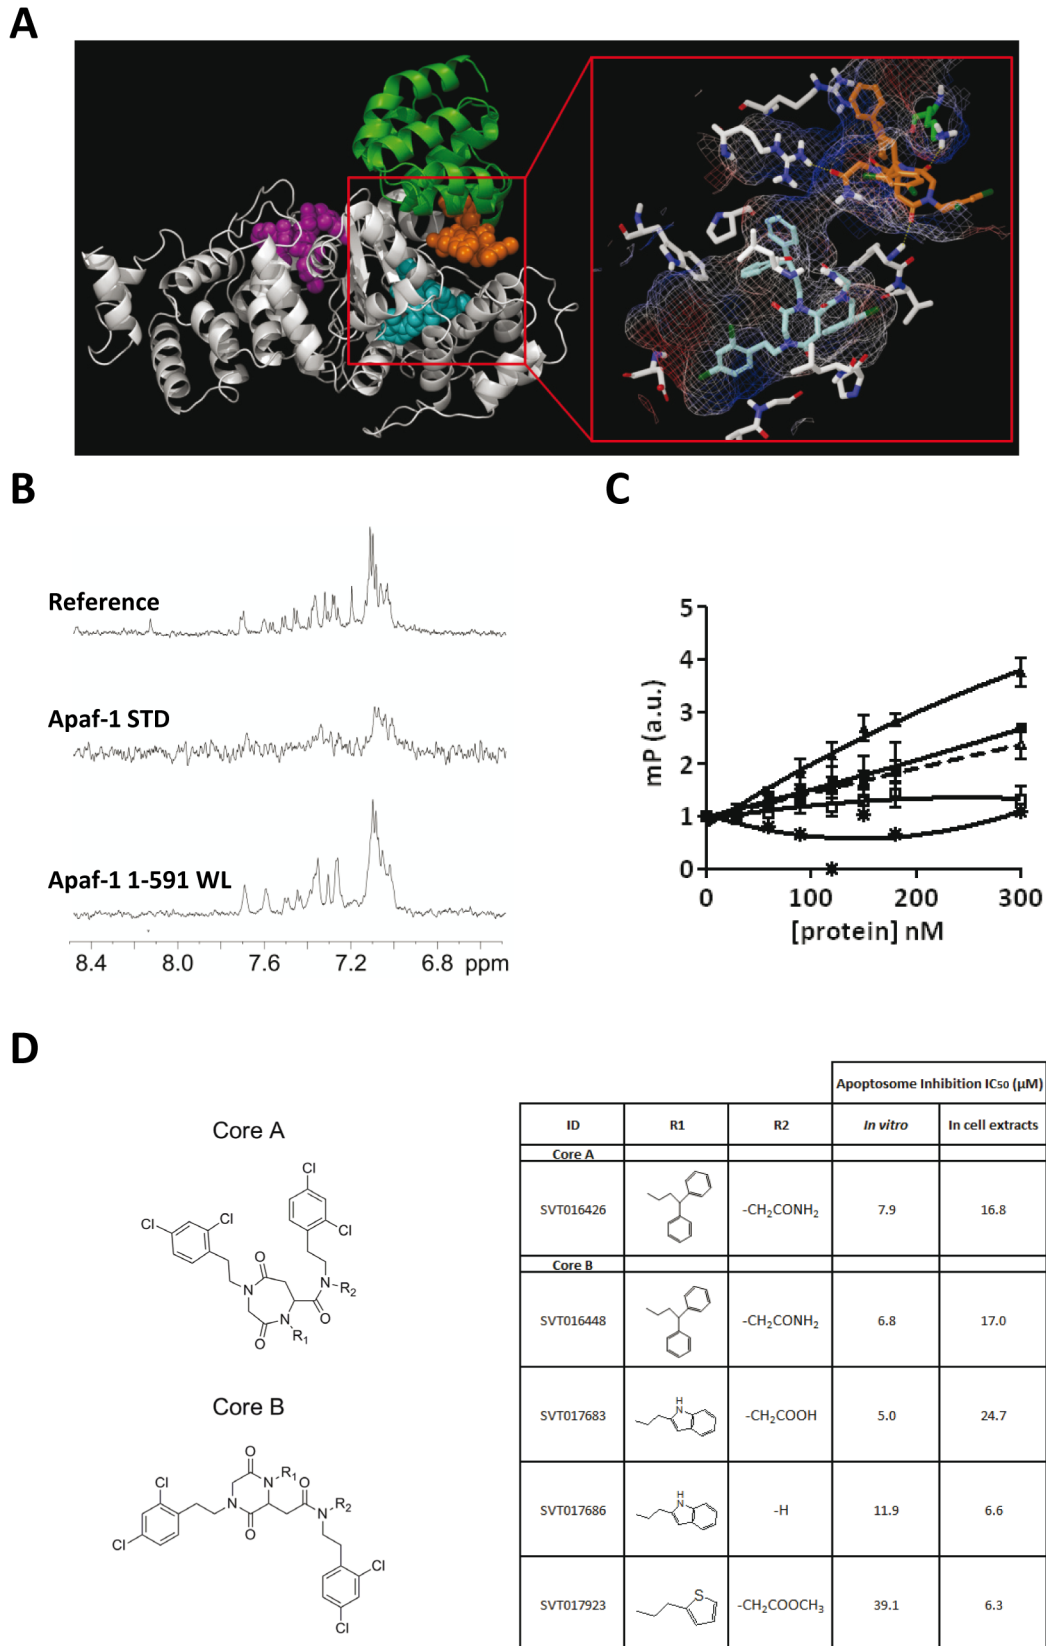 A
B
C
Reference
Apaf-1 STD
Apaf-1 1-591 WL
8.4 8.0 7.6 7.2 6.8 ppm
mP (a.u.)
5
4
3
2
1
0
0 100 200 300
[protein] nM
D
Core A
Cl
Cl
Cl
Cl
O
N
N
R2
N
O
R1
O
Core B
O
Cl
N
R1
O
N
N
R2
O
Cl
Cl
Cl
Apoptosome Inhibition IC50 (µM)
ID R1 R2 In vitro In cell extracts
Core A
SVT016426 -CH2CONH2 7.9 16.8
Core B
SVT016448 -CH2CONH2 6.8 17.0
SVT017683 H N -CH2COOH 5.0 24.7
SVT017686 H N -H 11.9 6.6
SVT017923 S -CH2COOCH3 39.1 6.3